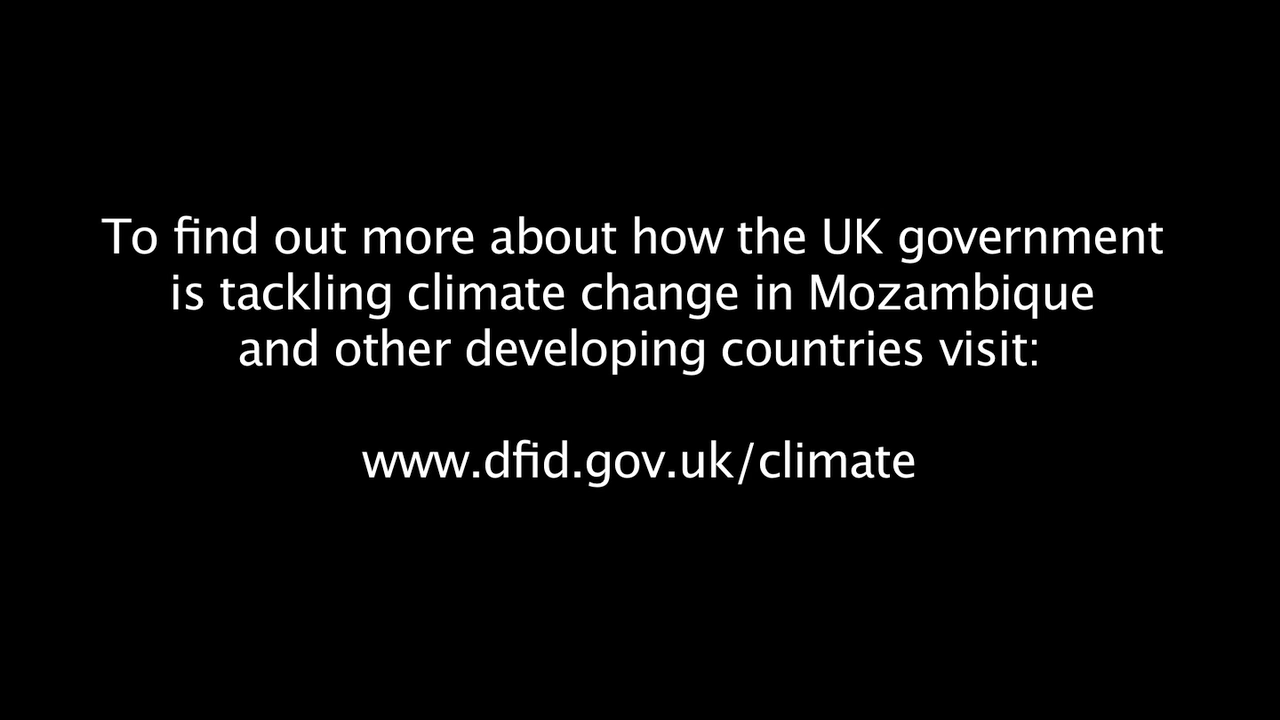 To find out more about how the UK government
is tackling climate change in Mozambique
and other developing countries visit:
www.dfid.gov.uk/climate